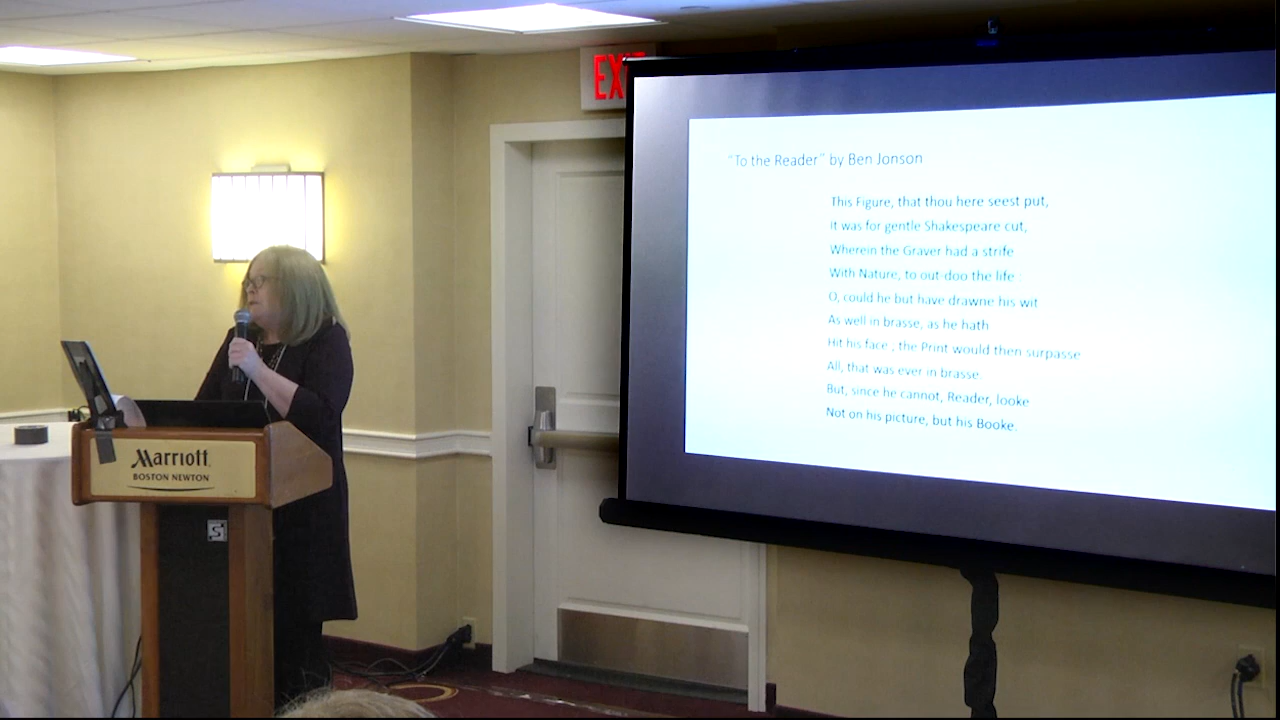 EXIT
"To the Reader" by Ben Jonson
This Figure, that thou here seest put,
It was for gentle Shakespeare cut,
Wherein the Graver had a strife
With Nature, to out-doo the life :
O, could he but have drawne his wit
As well in brasse, as he hath
Hit his face , the Print would then surpasse
All, that was ever in brasse.
But, since he cannot, Reader, looke
Not on his picture, but his Booke.
Marriott
BOSTON NEWTON
S